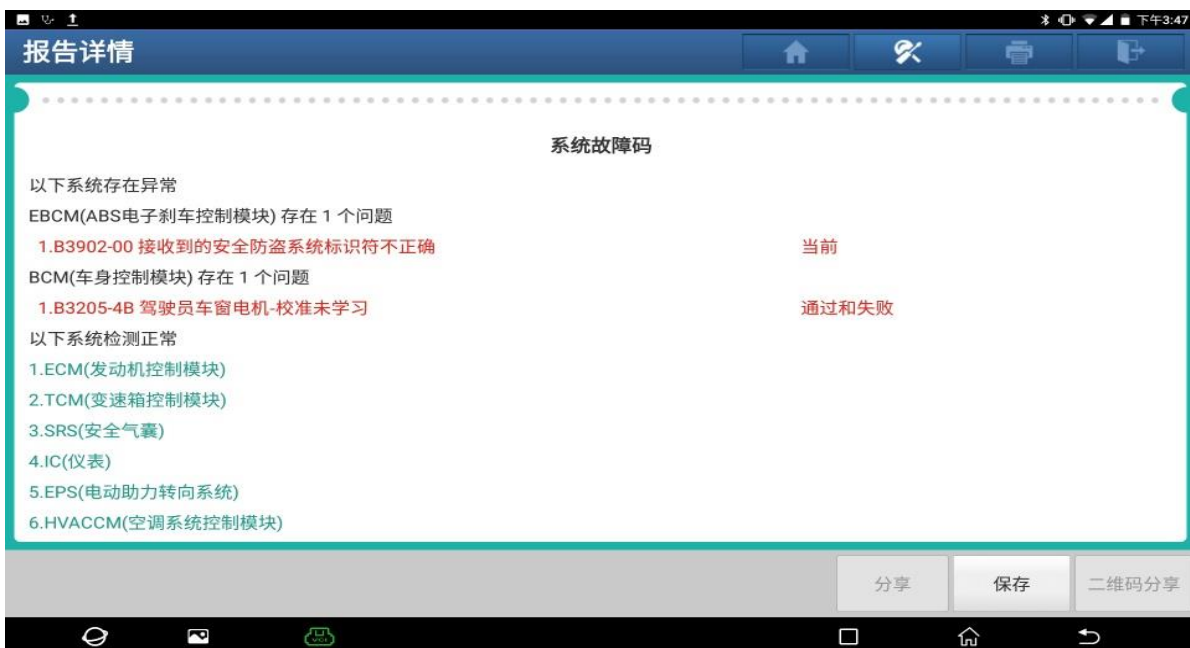 下午3:47
报告详情
系统故障码
以下系统存在异常
EBCM(ABS电子刹车控制模块) 存在 1 个问题
1.B3902-00 接收到的安全防盗系统标识符不正确 当前
BCM(车身控制模块) 存在 1 个问题
1.B3205-4B 驾驶员车窗电机-校准未学习 通过和失败
以下系统检测正常
1.ECM(发动机控制模块)
2.TCM(变速箱控制模块)
3.SRS(安全气囊)
4.IC(仪表)
5.EPS(电动助力转向系统)
6.HVACCM(空调系统控制模块)
分享 保存 二维码分享
VCI